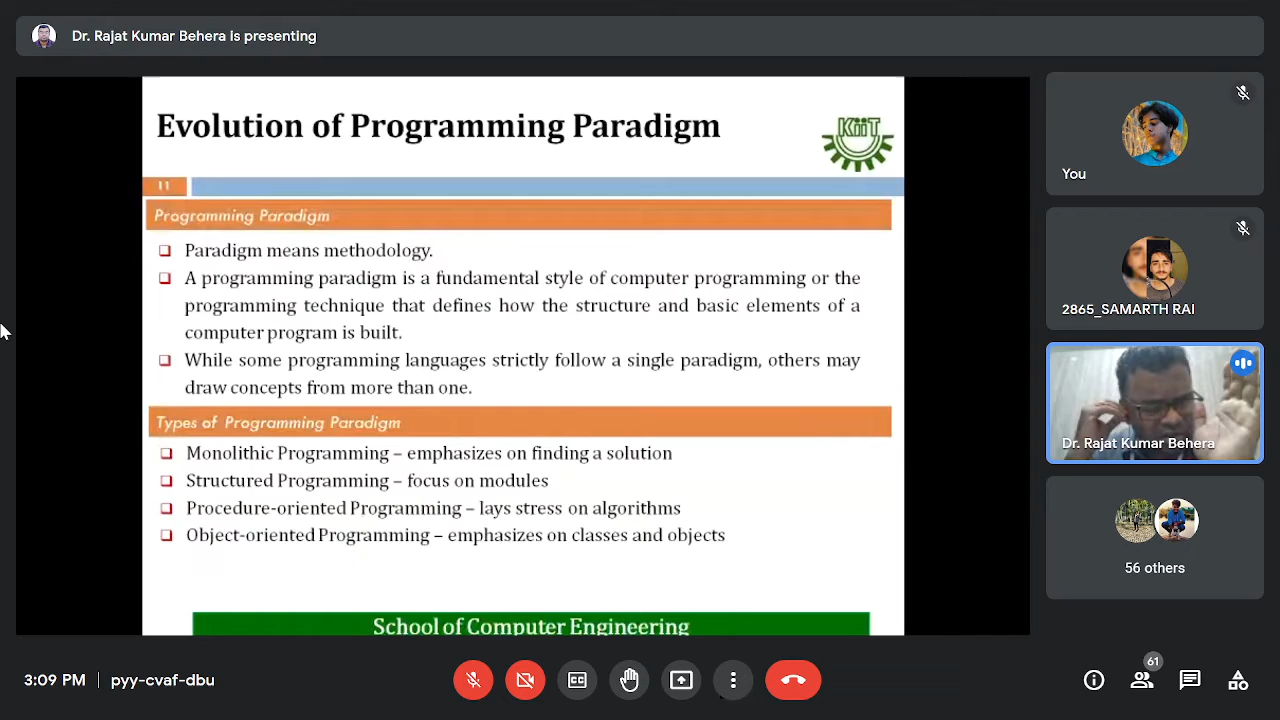 Dr. Rajat Kumar Behera is presenting
Evolution of Programming Paradigm
KiiT
11
Programming Paradigm
Paradigm means methodology.
A programming paradigm is a fundamental style of computer programming or the
programming technique that defines how the structure and basic elements of a
computer program is built.
While some programming languages strictly follow a single paradigm, others may
draw concepts from more than one.
Types of Programming Paradigm
Monolithic Programming – emphasizes on finding a solution
Structured Programming – focus on modules
Procedure-oriented Programming – lays stress on algorithms
Object-oriented Programming – emphasizes on classes and objects
School of Computer Engineering
You
2865_SAMARTH RAI
Dr. Rajat Kumar Behera
56 others
3:09 PM | pyy-cvaf-dbu
CC
61